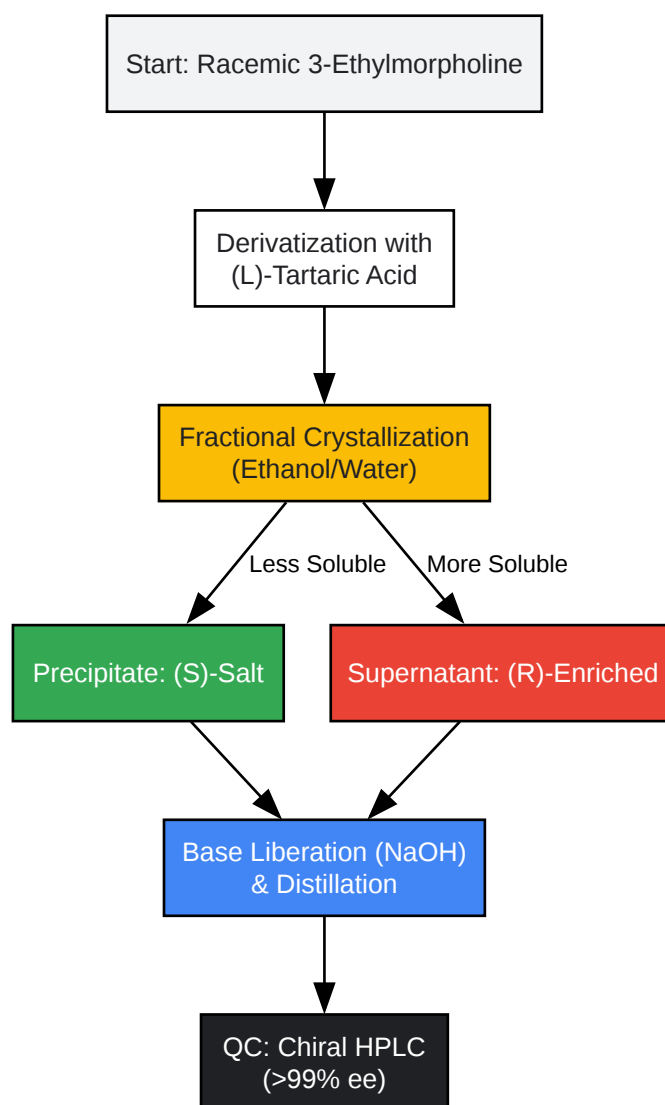 Start: Racemic 3-Ethylmorpholine
Derivatization with
(L)-Tartaric Acid
Fractional Crystallization
(Ethanol/Water)
Less Soluble
More Soluble
Precipitate: (S)-Salt
Supernatant: (R)-Enriched
Base Liberation (NaOH)
& Distillation
QC: Chiral HPLC
(>99% ee)